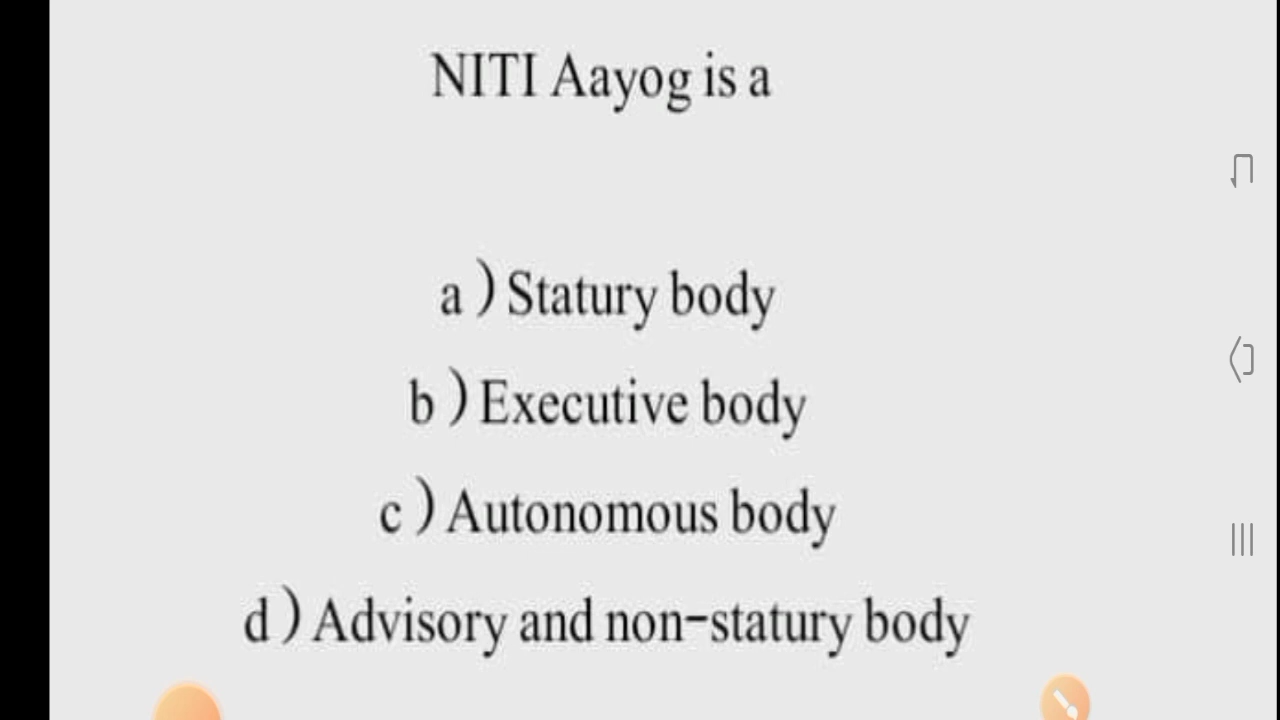 NITI Aayog is a
a ) Statury body
b ) Executive body
c ) Autonomous body
d ) Advisory and non-statury body